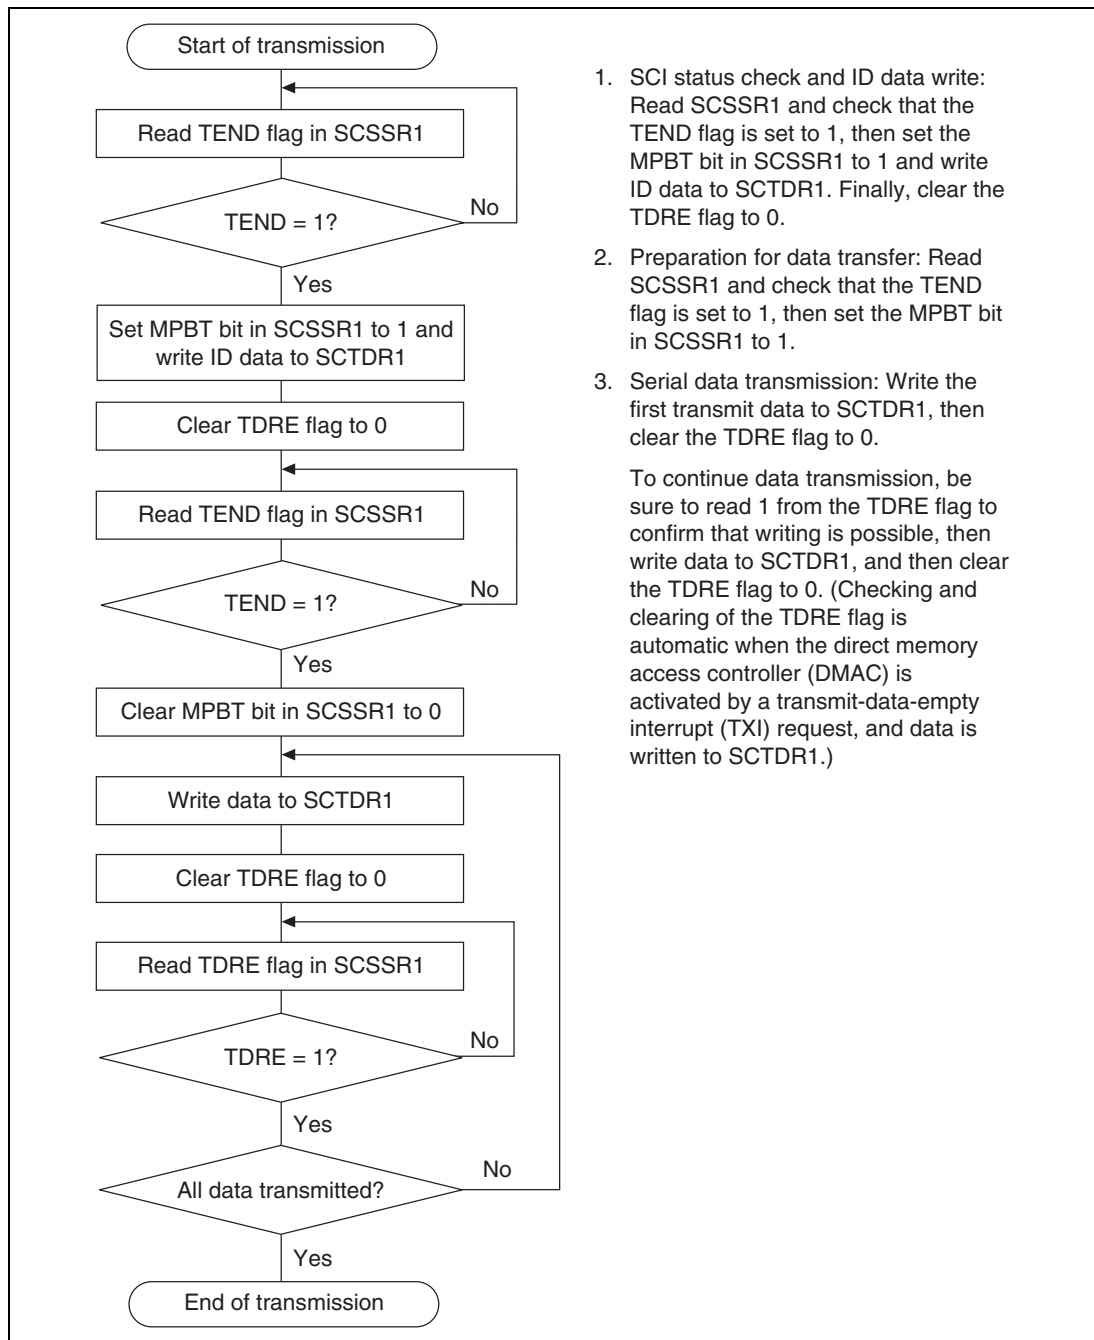 Start of transmission
Read TEND flag in SCSSR1
TEND = 1?
No
Yes
Set MPBT bit in SCSSR1 to 1 and
write ID data to SCTDR1
Clear TDRE flag to 0
Read TEND flag in SCSSR1
TEND = 1?
No
Yes
Clear MPBT bit in SCSSR1 to 0
Write data to SCTDR1
Clear TDRE flag to 0
Read TDRE flag in SCSSR1
TDRE = 1?
No
Yes
All data transmitted?
No
Yes
End of transmission
1. SCI status check and ID data write:
Read SCSSR1 and check that the
TEND flag is set to 1, then set the
MPBT bit in SCSSR1 to 1 and write
ID data to SCTDR1. Finally, clear the
TDRE flag to 0.
2. Preparation for data transfer: Read
SCSSR1 and check that the TEND
flag is set to 1, then set the MPBT bit
in SCSSR1 to 1.
3. Serial data transmission: Write the
first transmit data to SCTDR1, then
clear the TDRE flag to 0.
To continue data transmission, be
sure to read 1 from the TDRE flag to
confirm that writing is possible, then
write data to SCTDR1, and then clear
the TDRE flag to 0. (Checking and
clearing of the TDRE flag is
automatic when the direct memory
access controller (DMAC) is
activated by a transmit-data-empty
interrupt (TXI) request, and data is
written to SCTDR1.)